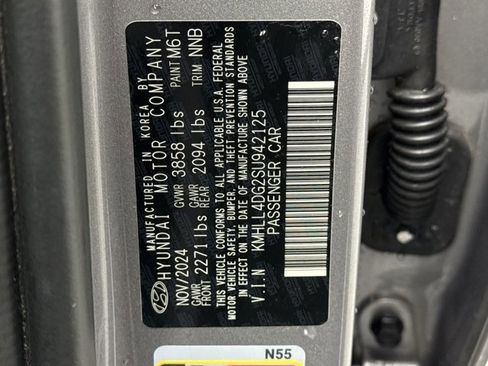 MANUFACTURED IN KOREA BY
HYUNDAI MOTOR COMPANY
NOV/2024 GVWR 3858 lbs PAINT M6T
GAWR FRONT 2271 lbs GAWR REAR 2094 lbs TRIM NNB
THIS VEHICLE CONFORMS TO ALL APPLICABLE U.S.A. FEDERAL
MOTOR VEHICLE SAFETY, BUMPER, AND THEFT PREVENTION STANDARDS
IN EFFECT ON THE DATE OF MANUFACTURE SHOWN ABOVE.
V.I.N KMHLL4DG2SU942125
PASSENGER CAR
N55